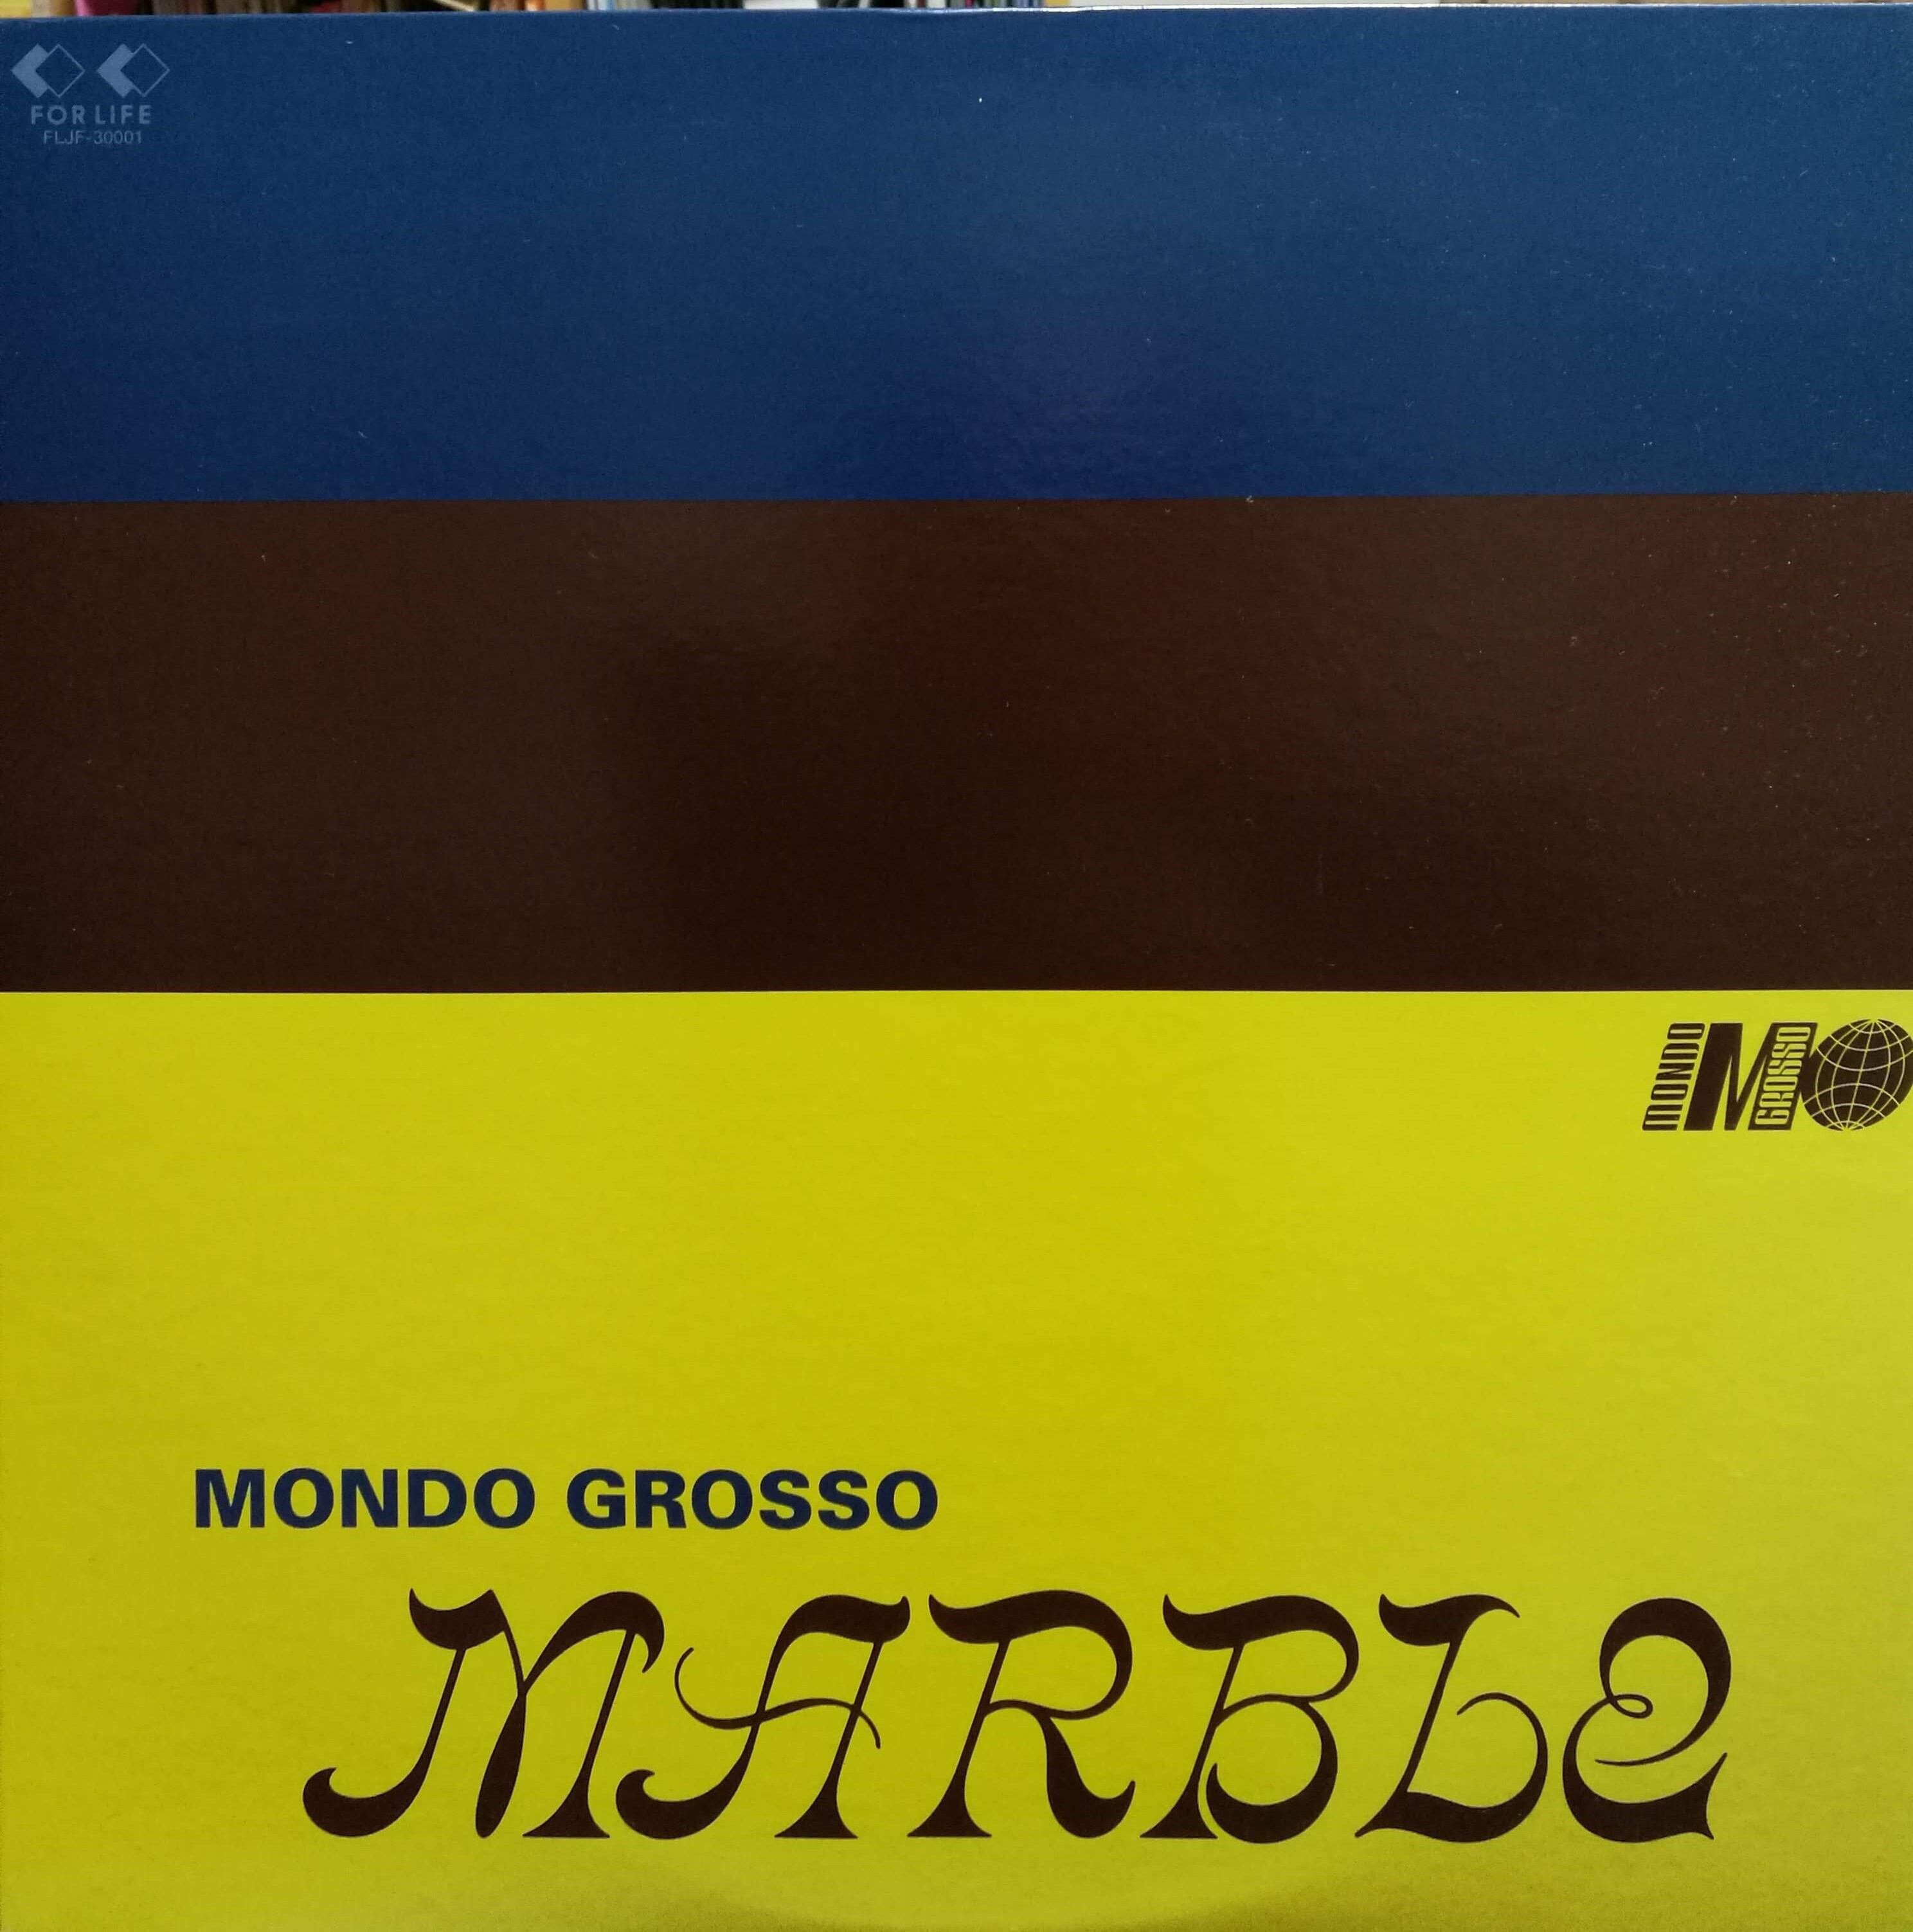 FOR LIFE
FLJF-30001
MONDO
GROSSO
MONDO GROSSO
MARBLE